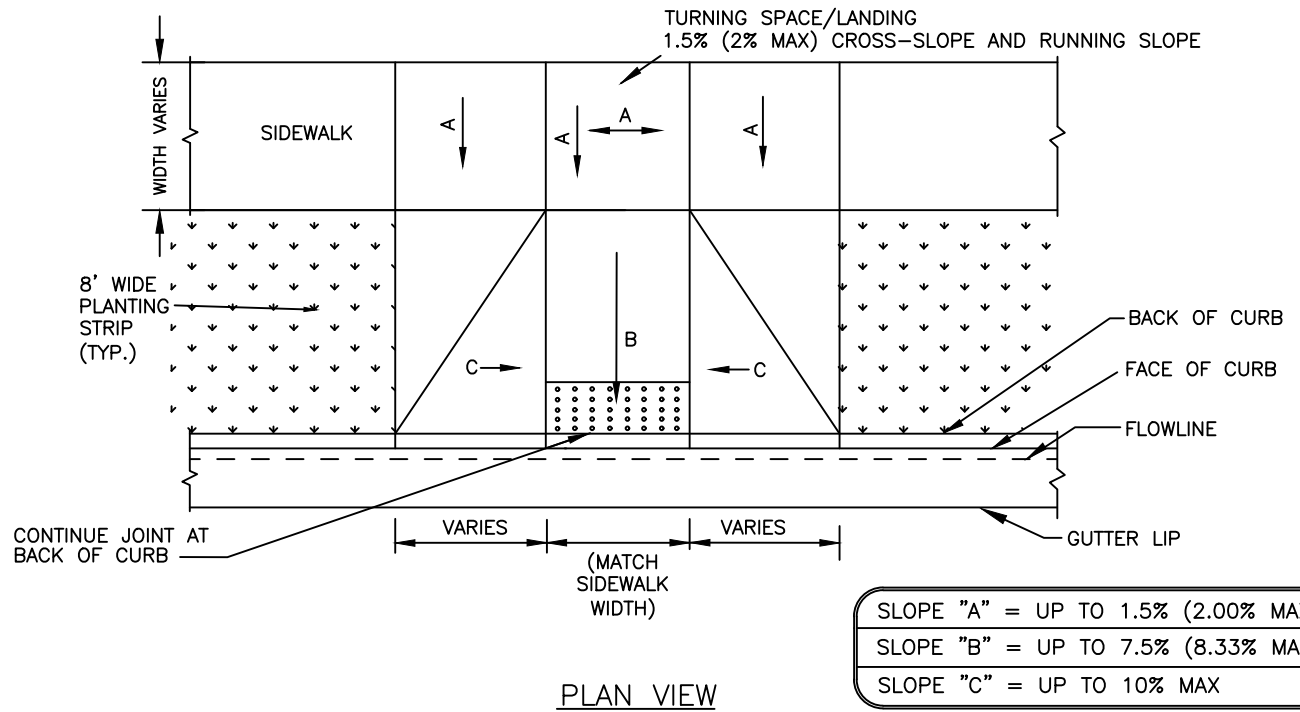 TURNING SPACE/LANDING
1.5% (2% MAX) CROSS-SLOPE AND RUNNING SLOPE
WIDTH VARIES
SIDEWALK
A
A
A
A
8' WIDE
PLANTING
STRIP
(TYP.)
B
C
C
BACK OF CURB
FACE OF CURB
FLOWLINE
CONTINUE JOINT AT
BACK OF CURB
VARIES
(MATCH
SIDEWALK
WIDTH)
VARIES
GUTTER LIP
SLOPE "A" = UP TO 1.5% (2.00% MA
SLOPE "B" = UP TO 7.5% (8.33% MA
SLOPE "C" = UP TO 10% MAX
PLAN VIEW